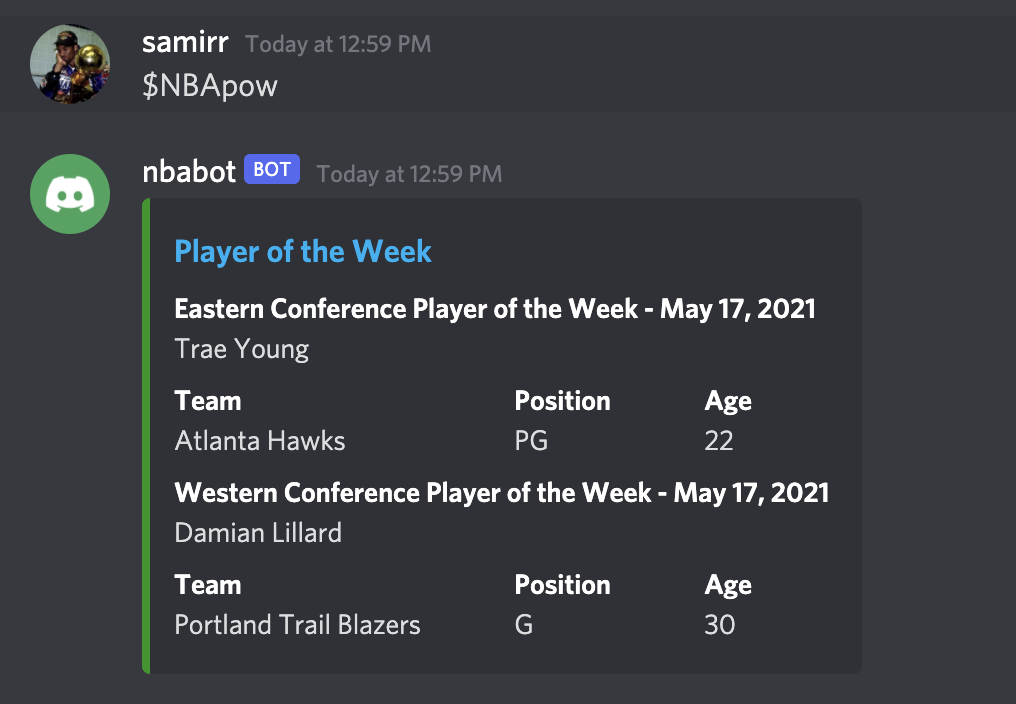 samirr Today at 12:59 PM
$NBApow
nbabot BOT Today at 12:59 PM
Player of the Week
Eastern Conference Player of the Week - May 17, 2021
Trae Young
Team Position Age
Atlanta Hawks PG 22
Western Conference Player of the Week - May 17, 2021
Damian Lillard
Team Position Age
Portland Trail Blazers G 30